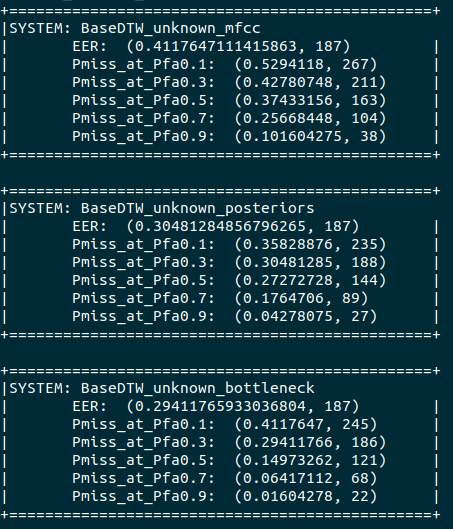 +===============================================+
|SYSTEM: BaseDTW_unknown_mfcc
|       EER:  (0.4117647111415863, 187)         |
|       Pmiss_at_Pfa0.1:  (0.5294118, 267)      |
|       Pmiss_at_Pfa0.3:  (0.42780748, 211)     |
|       Pmiss_at_Pfa0.5:  (0.37433156, 163)     |
|       Pmiss_at_Pfa0.7:  (0.25668448, 104)     |
|       Pmiss_at_Pfa0.9:  (0.101604275, 38)     |
+===============================================+
+===============================================+
|SYSTEM: BaseDTW_unknown_posteriors
|       EER:  (0.30481284856796265, 187)        |
|       Pmiss_at_Pfa0.1:  (0.35828876, 235)     |
|       Pmiss_at_Pfa0.3:  (0.30481285, 188)     |
|       Pmiss_at_Pfa0.5:  (0.27272728, 144)     |
|       Pmiss_at_Pfa0.7:  (0.1764706, 89)       |
|       Pmiss_at_Pfa0.9:  (0.04278075, 27)      |
+===============================================+
+===============================================+
|SYSTEM: BaseDTW_unknown_bottleneck
|       EER:  (0.29411765933036804, 187)        |
|       Pmiss_at_Pfa0.1:  (0.4117647, 245)      |
|       Pmiss_at_Pfa0.3:  (0.29411766, 186)     |
|       Pmiss_at_Pfa0.5:  (0.14973262, 121)     |
|       Pmiss_at_Pfa0.7:  (0.06417112, 68)      |
|       Pmiss_at_Pfa0.9:  (0.01604278, 22)      |
+===============================================+